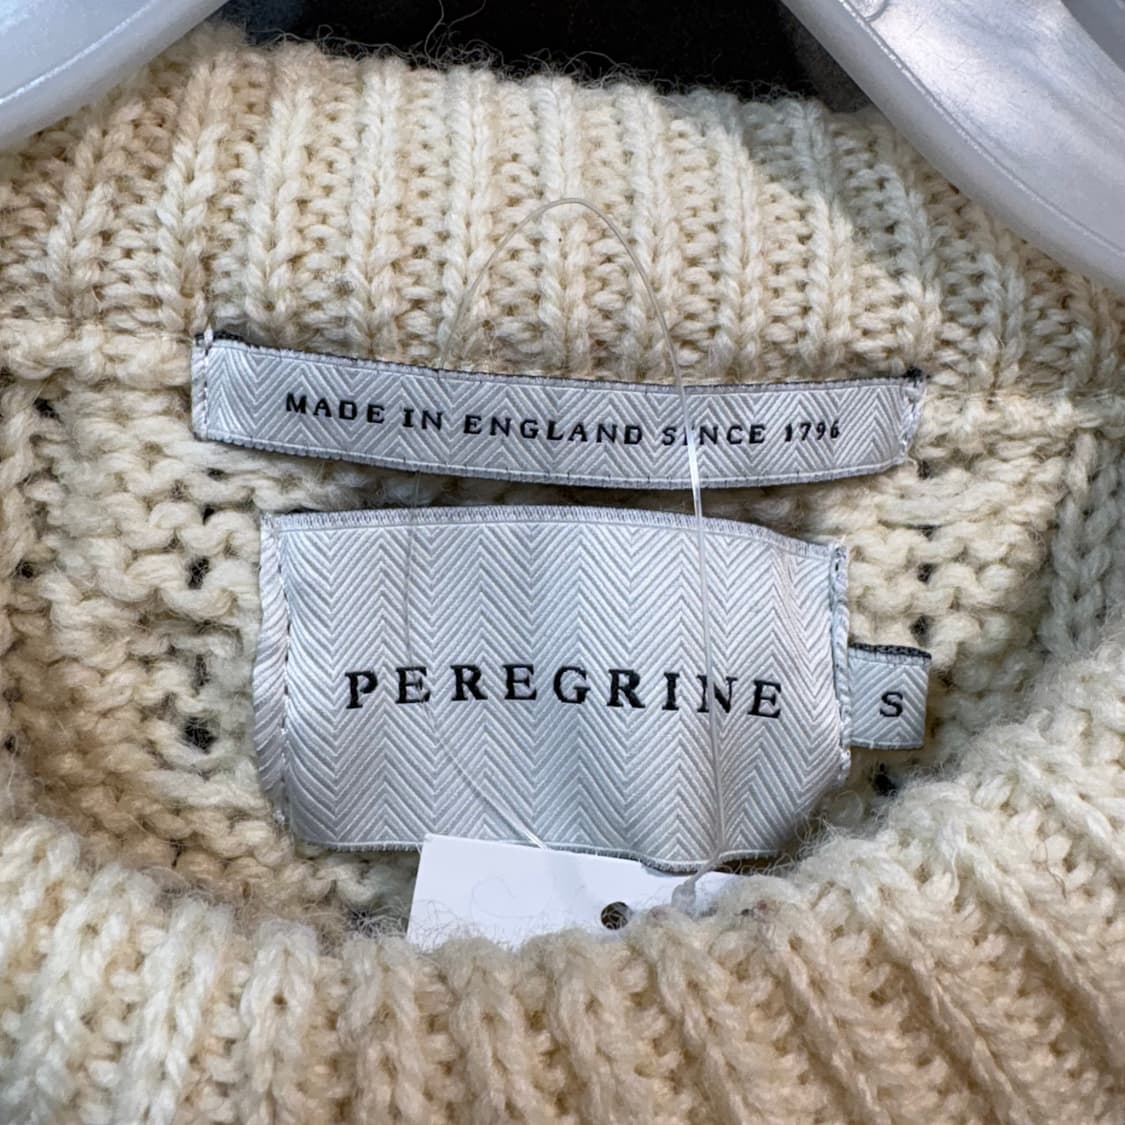 MADE IN ENGLAND SINCE 1796
PEREGRINE
S